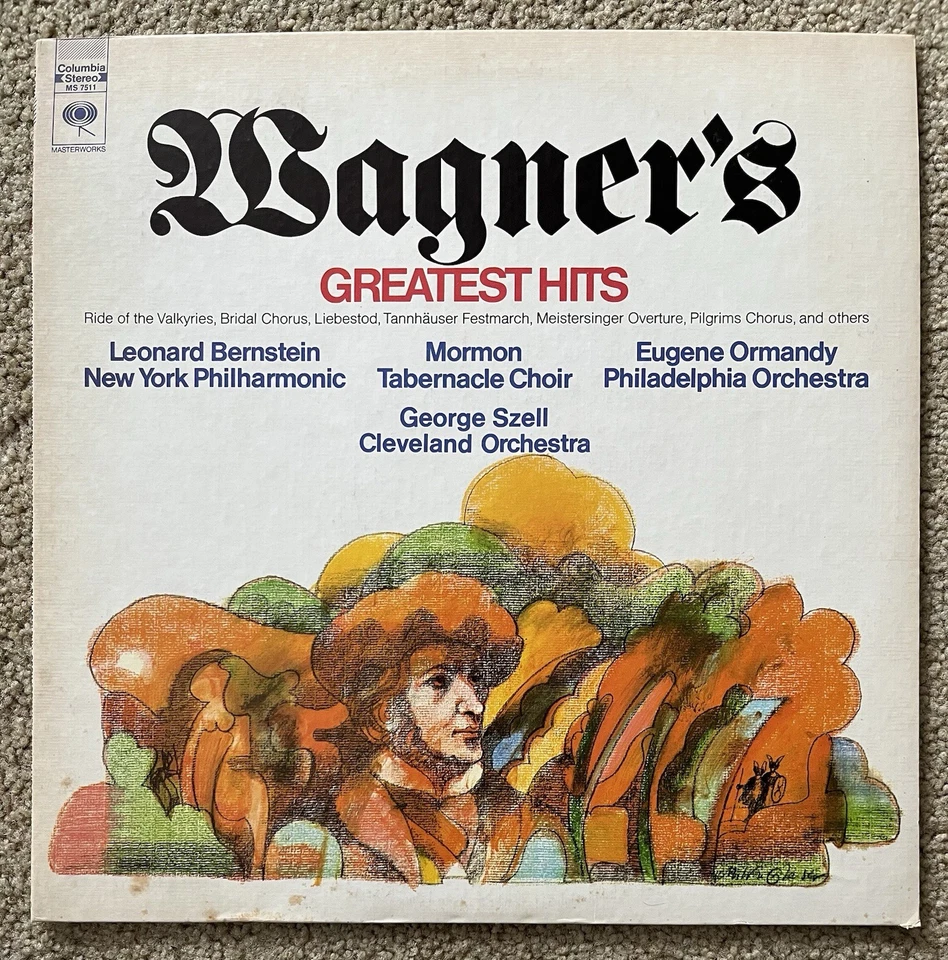 Columbia
Stereo
MS 7511
MASTERWORKS
Wagner's
GREATEST HITS
Ride of the Valkyries, Bridal Chorus, Liebestod, Tannhäuser Festmarch, Meistersinger Overture, Pilgrims Chorus, and others
Leonard Bernstein
New York Philharmonic
Mormon
Tabernacle Choir
Eugene Ormandy
Philadelphia Orchestra
George Szell
Cleveland Orchestra